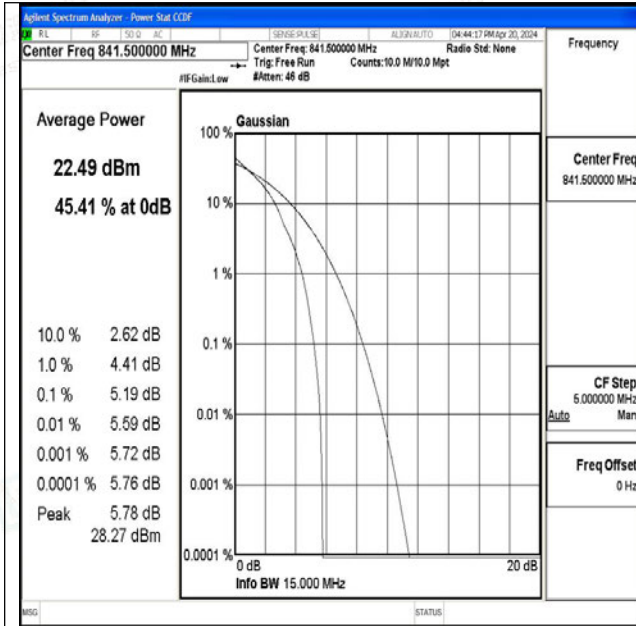 Agilent Spectrum Analyzer - Power Stat CCDF
RL RF 50 Ω AC SENSE:PULSE ALIGNAUTO 04:44:17 PM Apr 20, 2024
Center Freq 841.500000 MHz
Center Freq: 841.500000 MHz Radio Std: None
Trig: Free Run Counts:10.0 M/10.0 Mpt
#IFGain:Low #Atten: 46 dB
Frequency
Average Power
22.49 dBm
45.41 % at 0dB
10.0 % 2.62 dB
1.0 % 4.41 dB
0.1 % 5.19 dB
0.01 % 5.59 dB
0.001 % 5.72 dB
0.0001 % 5.76 dB
Peak 5.78 dB
28.27 dBm
Gaussian
100 %
10 %
1 %
0.1 %
0.01 %
0.001 %
0.0001 %
0 dB 20 dB
Info BW 15.000 MHz
Center Freq
841.500000 MHz
CF Step
5.000000 MHz
Auto Man
Freq Offset
0 Hz
MSG STATUS